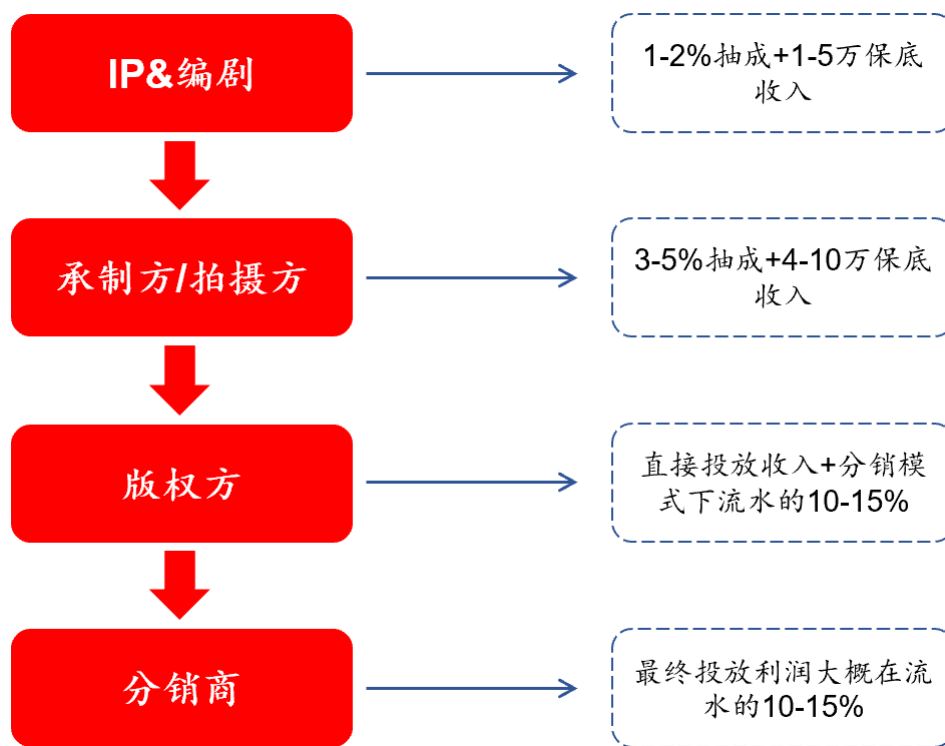 IP&编剧
1-2%抽成+1-5万保底
收入
承制方/拍摄方
3-5%抽成+4-10万保底
收入
版权方
直接投放收入+分销模
式下流水的10-15%
分销商
最终投放利润大概在流
水的10-15%